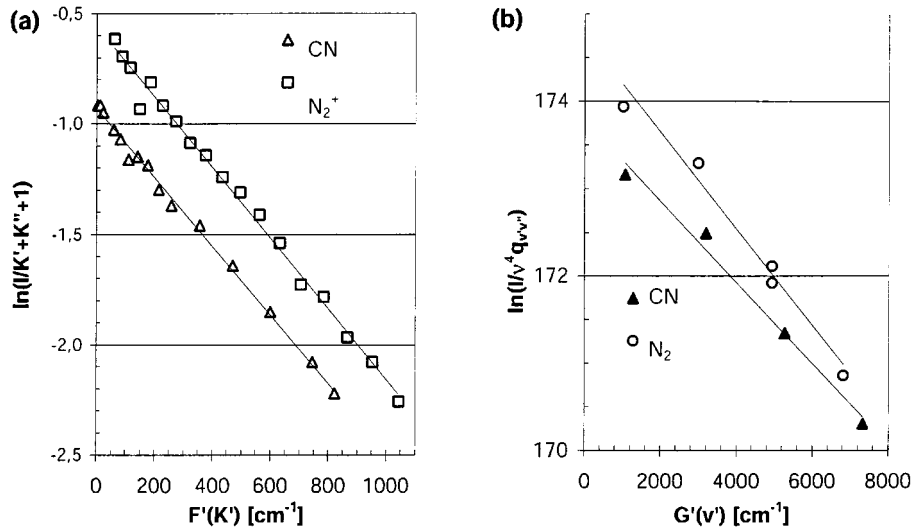 (a)
-0,5
-1,0
-1,5
-2,0
-2,5
ln(I/K'+K''+1)
CN
N₂⁺
0 200 400 600 800 1000
F'(K') [cm⁻¹]
(b)
174
172
170
ln(I/ν⁴qᵥ'ᵥ'')
CN
N₂
0 2000 4000 6000 8000
G'(v') [cm⁻¹]